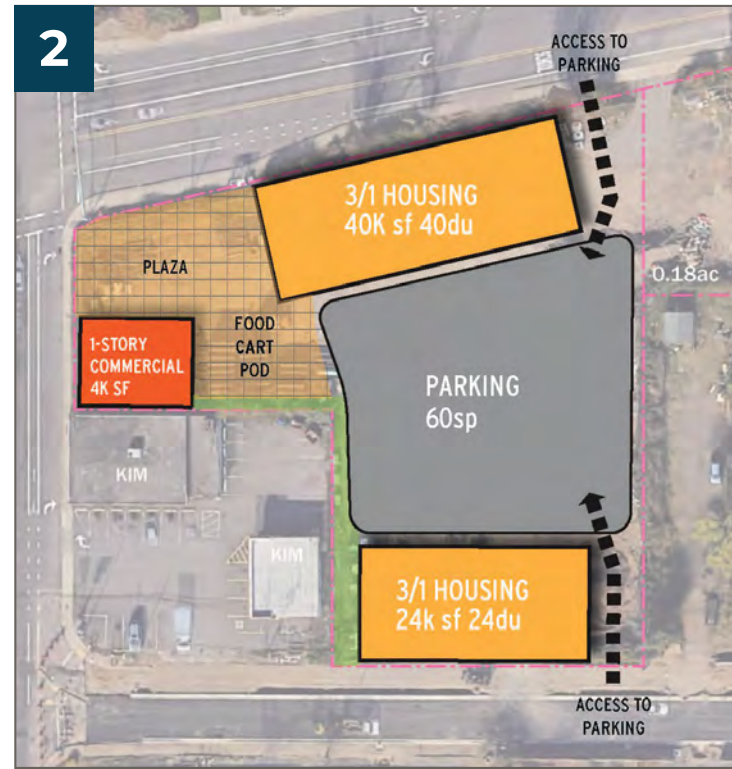 2
ACCESS TO
PARKING
3/1 HOUSING
40K sf 40du
PLAZA
0.18ac
FOOD
CART
POD
1-STORY
COMMERCIAL
4K SF
PARKING
60sp
KIM
KIM
3/1 HOUSING
24k sf 24du
ACCESS TO
PARKING